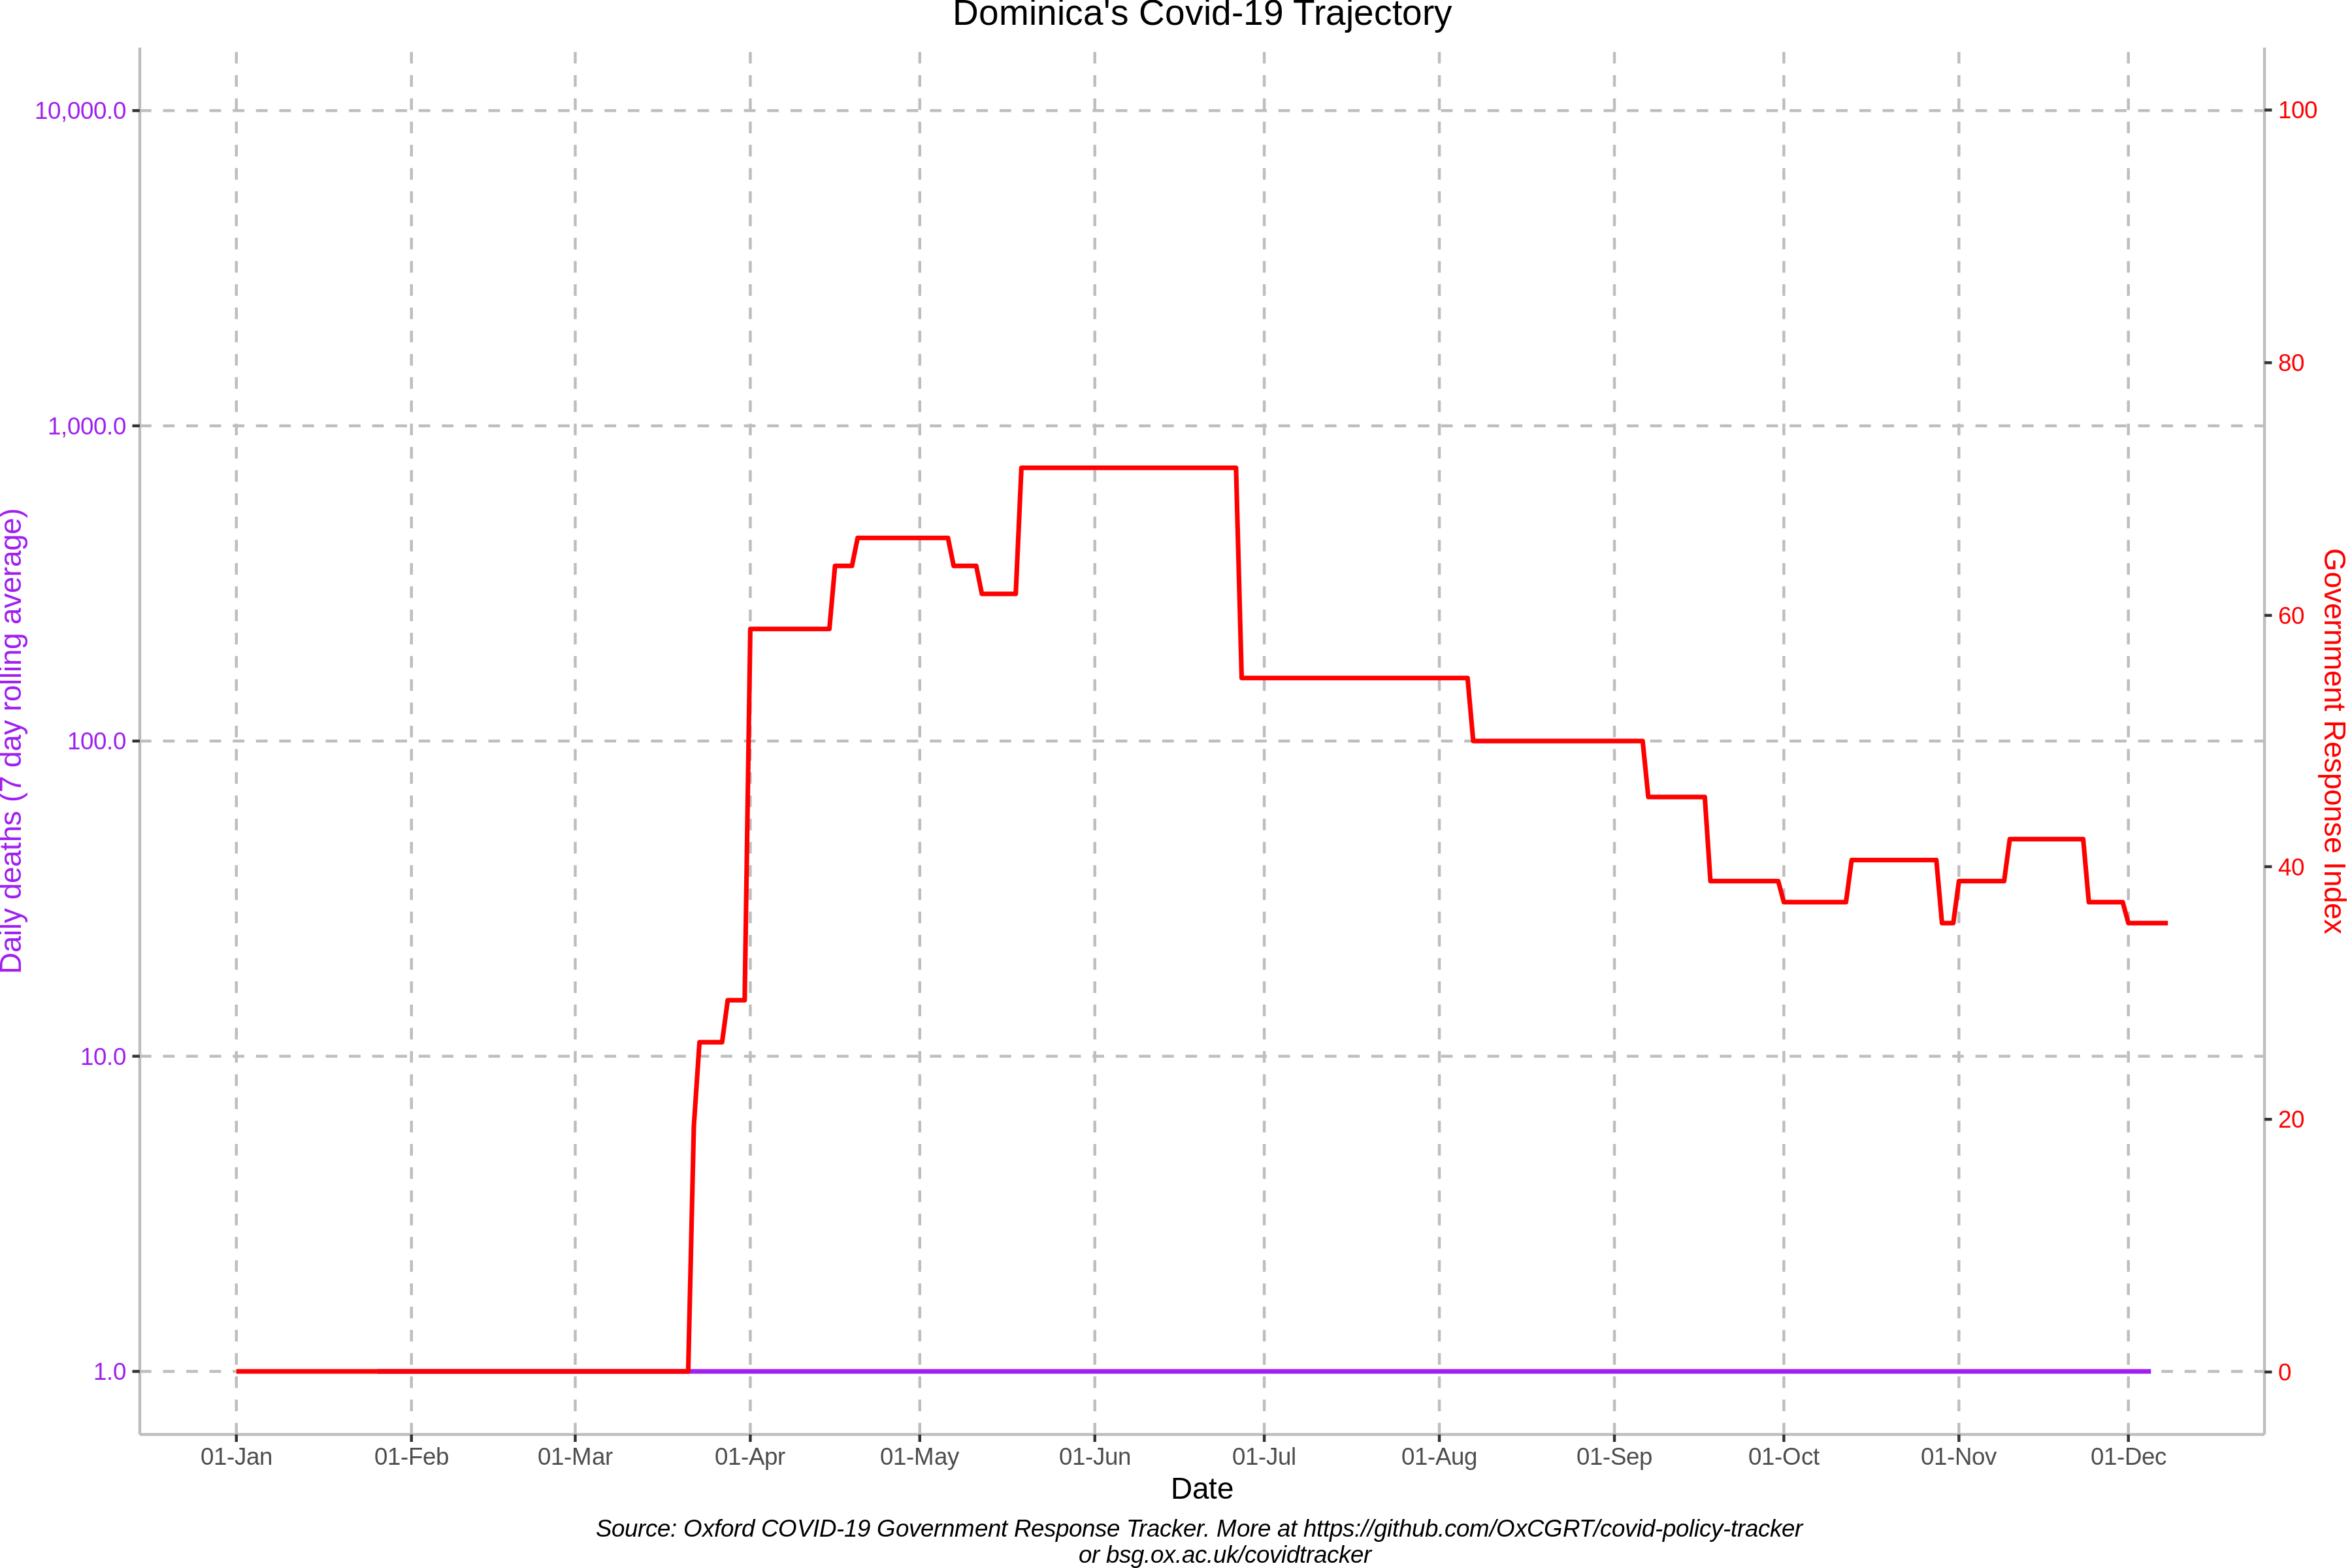 Dominica's Covid-19 Trajectory
10,000.0
1,000.0
100.0
10.0
1.0
Daily deaths (7 day rolling average)
100
80
60
40
20
0
Government Response Index
01-Jan 01-Feb 01-Mar 01-Apr 01-May 01-Jun 01-Jul 01-Aug 01-Sep 01-Oct 01-Nov 01-Dec
Date
Source: Oxford COVID-19 Government Response Tracker. More at https://github.com/OxCGRT/covid-policy-tracker
or bsg.ox.ac.uk/covidtracker